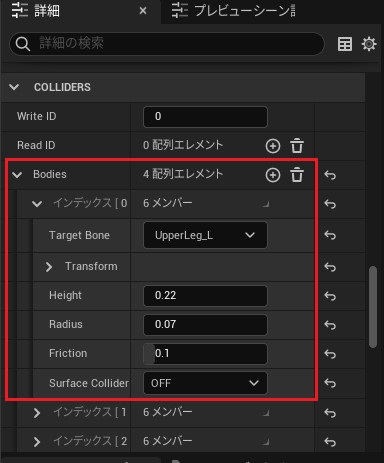 詳細
プレビューシーン
詳細の検索
COLLIDERS
Write ID 0
Read ID 0 配列エレメント
Bodies 4 配列エレメント
インデックス [ 0 6 メンバー
Target Bone UpperLeg_L
Transform
Height 0.22
Radius 0.07
Friction 0.1
Surface Collider OFF
インデックス [ 1 6 メンバー
インデックス [ 2 6 メンバー